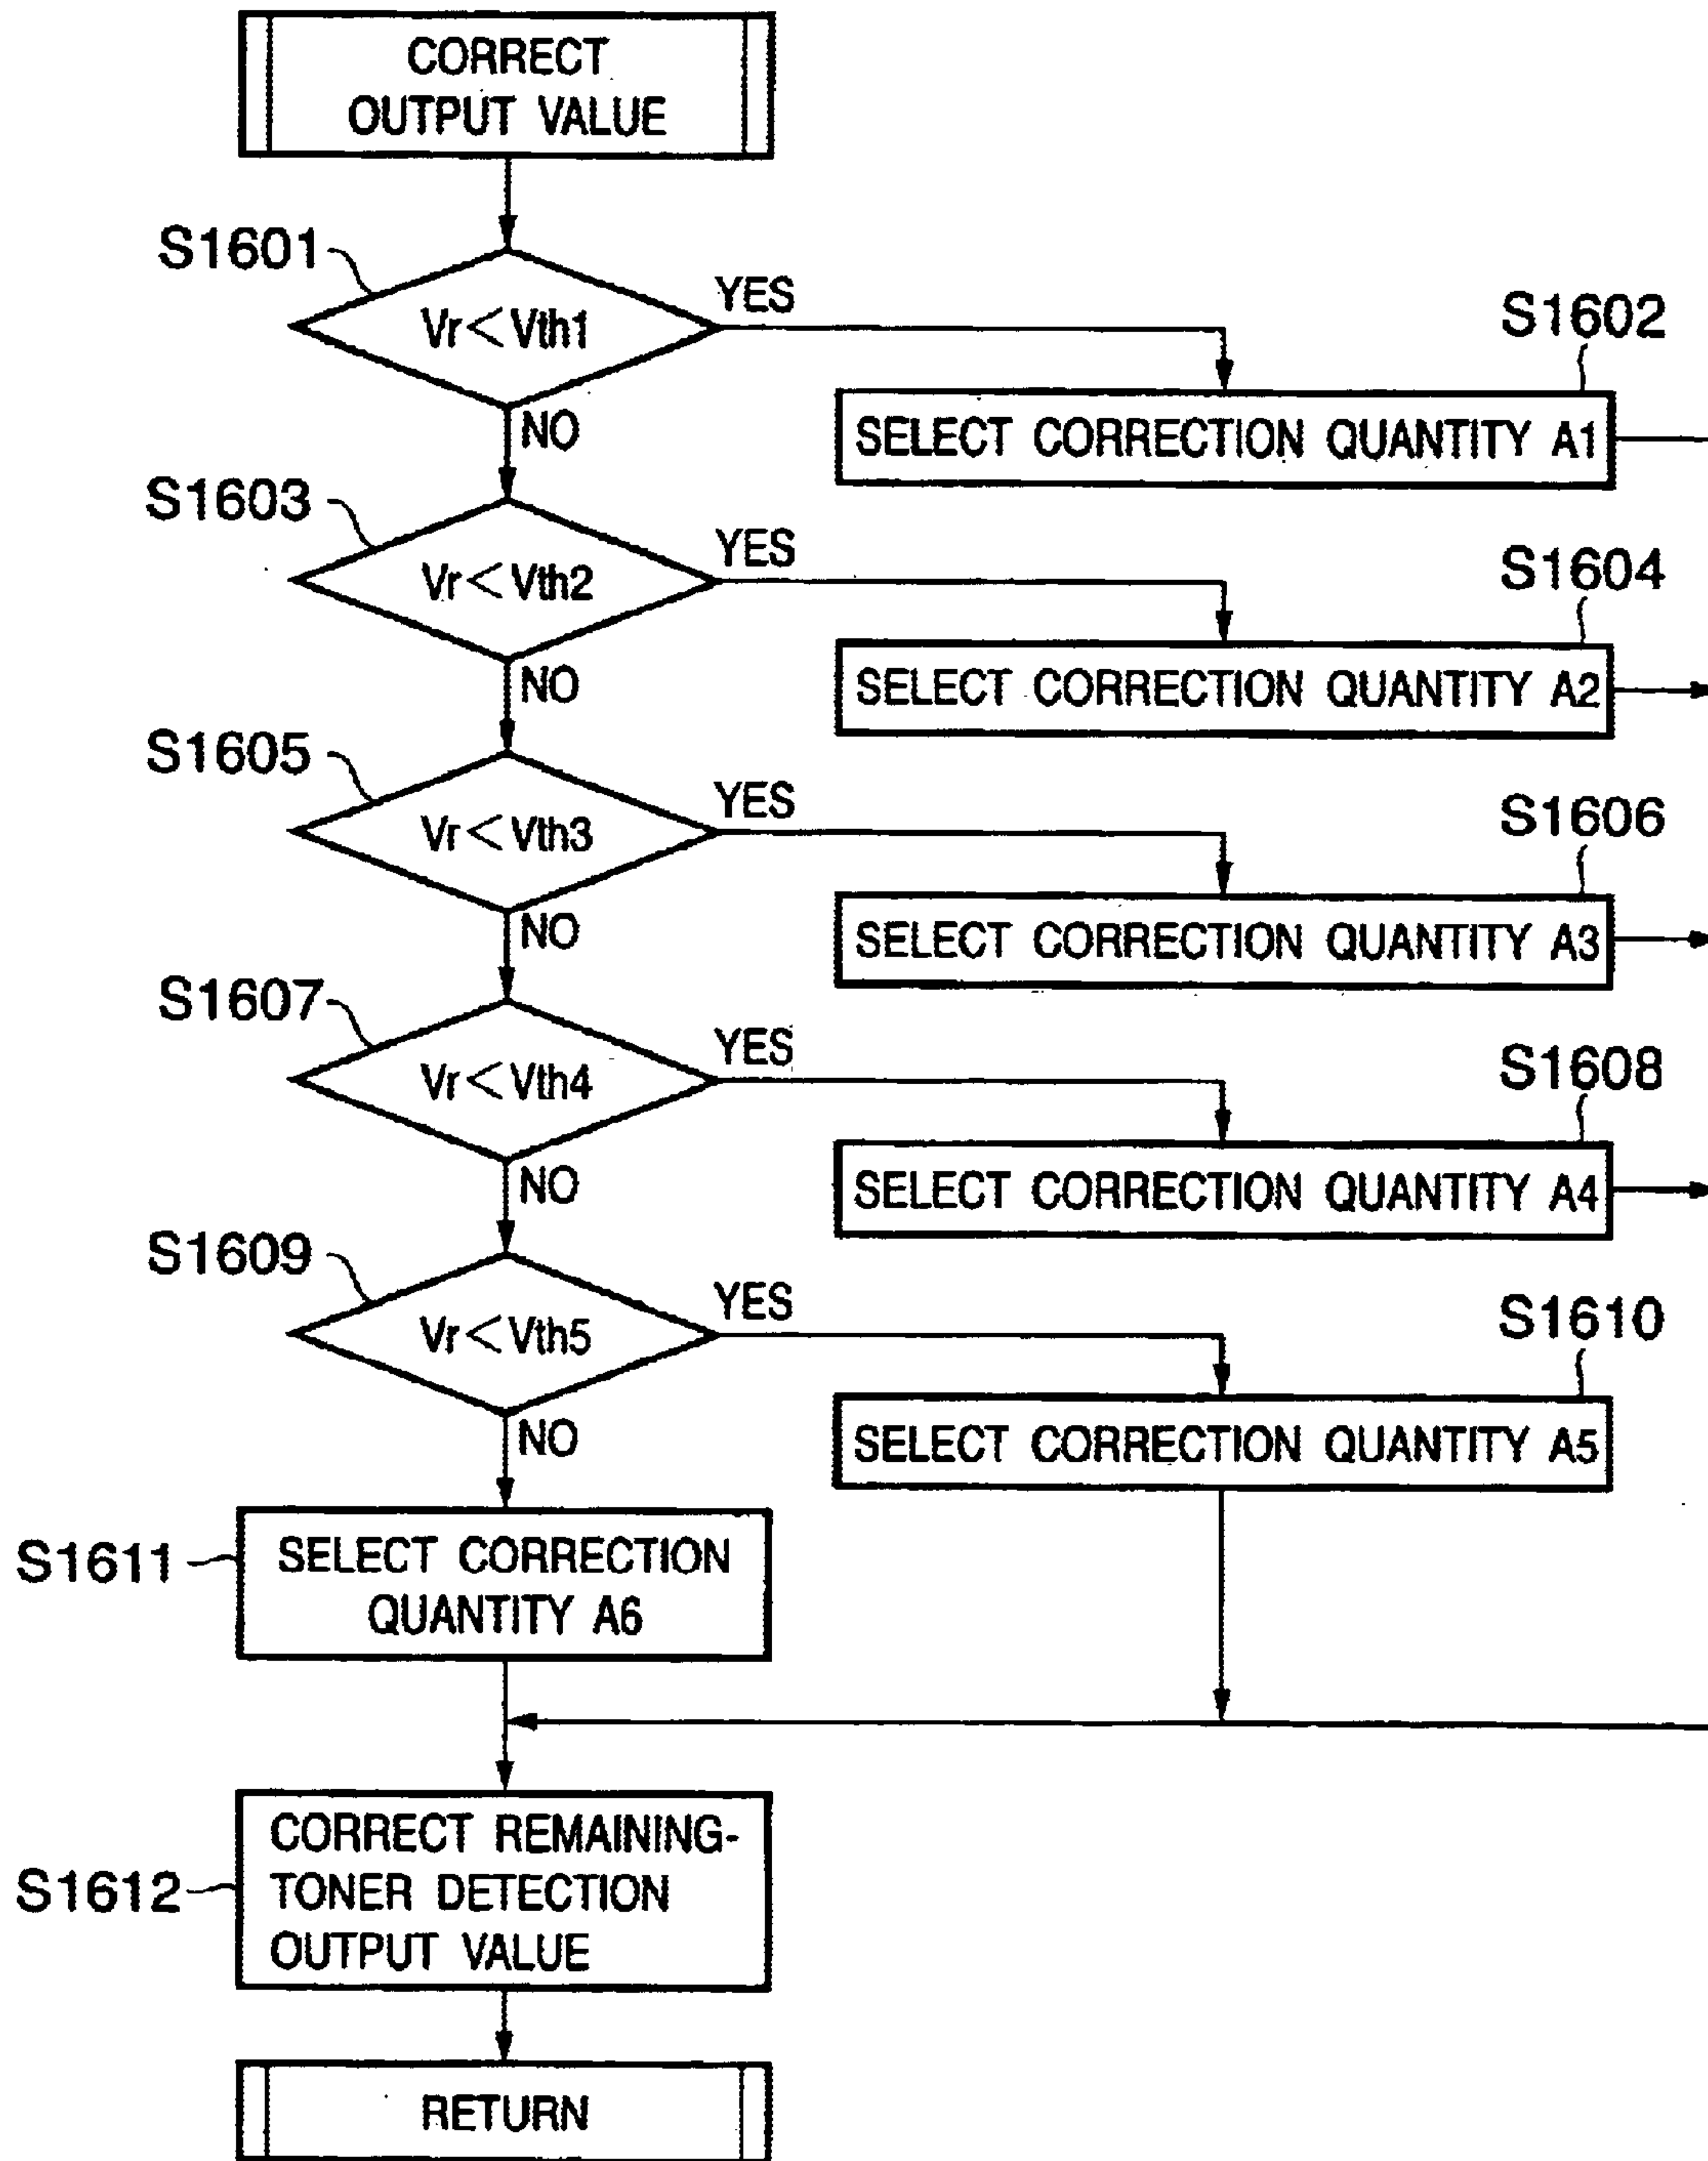 CORRECT
OUTPUT VALUE
S1601
Vr<Vth1
YES
NO
S1602
SELECT CORRECTION QUANTITY A1
S1603
Vr<Vth2
YES
NO
S1604
SELECT CORRECTION QUANTITY A2
S1605
Vr<Vth3
YES
NO
S1606
SELECT CORRECTION QUANTITY A3
S1607
Vr<Vth4
YES
NO
S1608
SELECT CORRECTION QUANTITY A4
S1609
Vr<Vth5
YES
NO
S1610
SELECT CORRECTION QUANTITY A5
S1611
SELECT CORRECTION
QUANTITY A6
S1612
CORRECT REMAINING-
TONER DETECTION
OUTPUT VALUE
RETURN